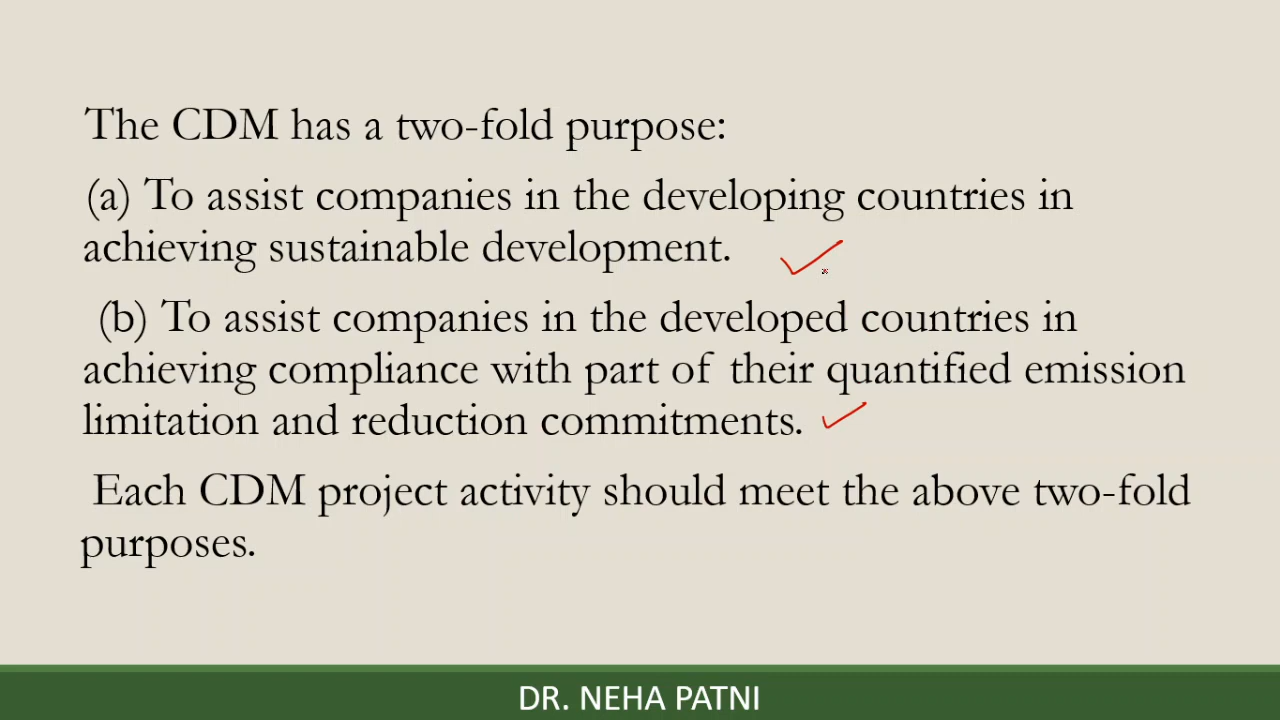 The CDM has a two-fold purpose:
(a) To assist companies in the developing countries in
achieving sustainable development.
(b) To assist companies in the developed countries in
achieving compliance with part of their quantified emission
limitation and reduction commitments.
Each CDM project activity should meet the above two-fold
purposes.
DR. NEHA PATNI